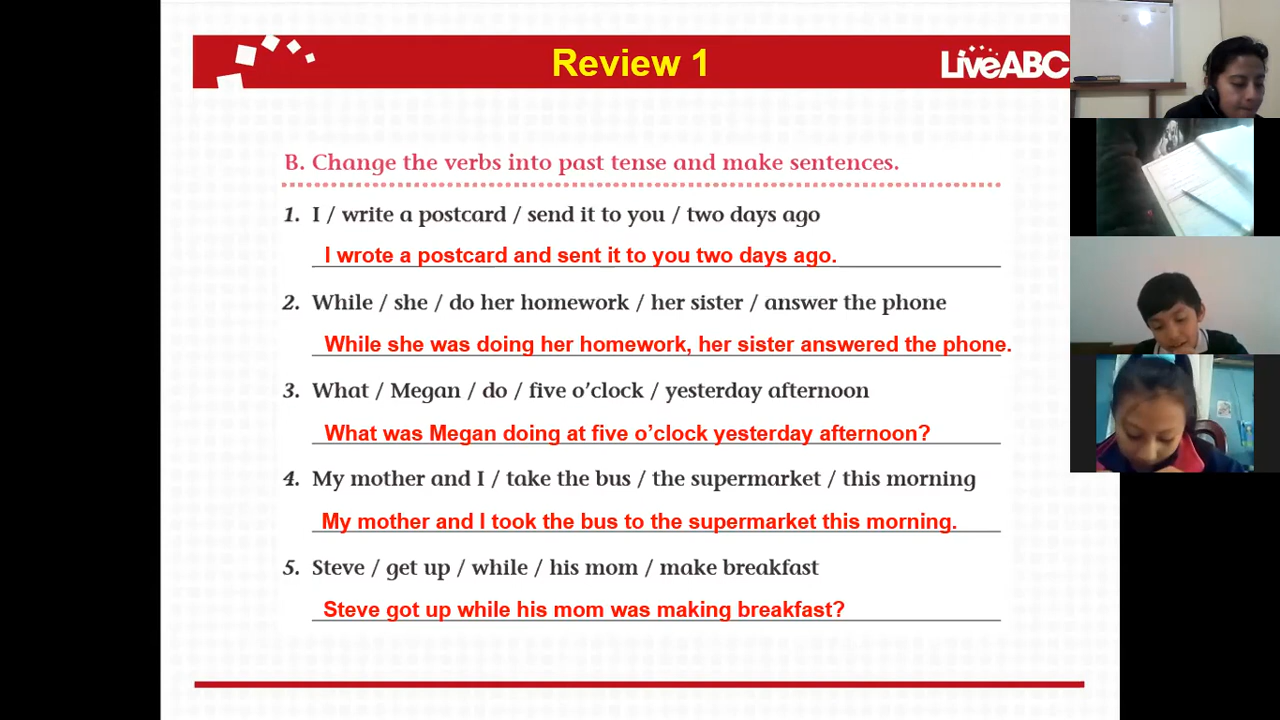 Review 1
LiveABC
B. Change the verbs into past tense and make sentences.
1. I / write a postcard / send it to you / two days ago
I wrote a postcard and sent it to you two days ago.
2. While / she / do her homework / her sister / answer the phone
While she was doing her homework, her sister answered the phone.
3. What / Megan / do / five o’clock / yesterday afternoon
What was Megan doing at five o’clock yesterday afternoon?
4. My mother and I / take the bus / the supermarket / this morning
My mother and I took the bus to the supermarket this morning.
5. Steve / get up / while / his mom / make breakfast
Steve got up while his mom was making breakfast?